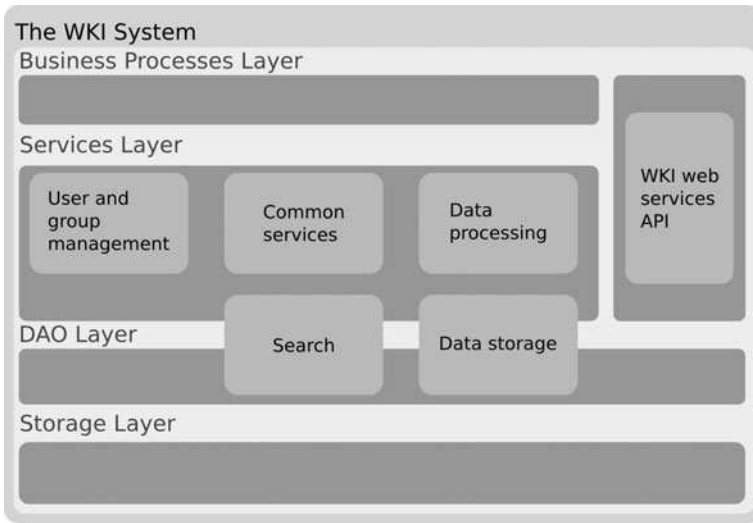 The WKI System
Business Processes Layer
Services Layer
User and
group
management
Common
services
Data
processing
WKI web
services
API
Search
Data storage
DAO Layer
Storage Layer